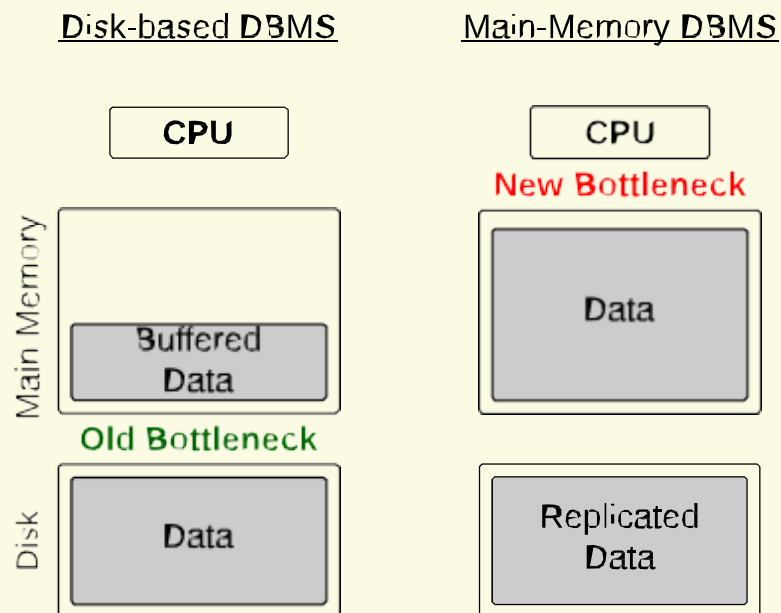 Disk-based DBMS
Main-Memory DBMS
CPU
CPU
New Bottleneck
Main Memory
Buffered
Data
Data
Old Bottleneck
Disk
Data
Replicated
Data